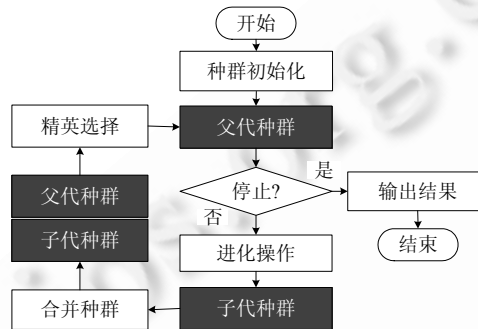 开始
种群初始化
精英选择
父代种群
父代种群
停止?
是
输出结果
否
子代种群
进化操作
结束
合并种群
子代种群